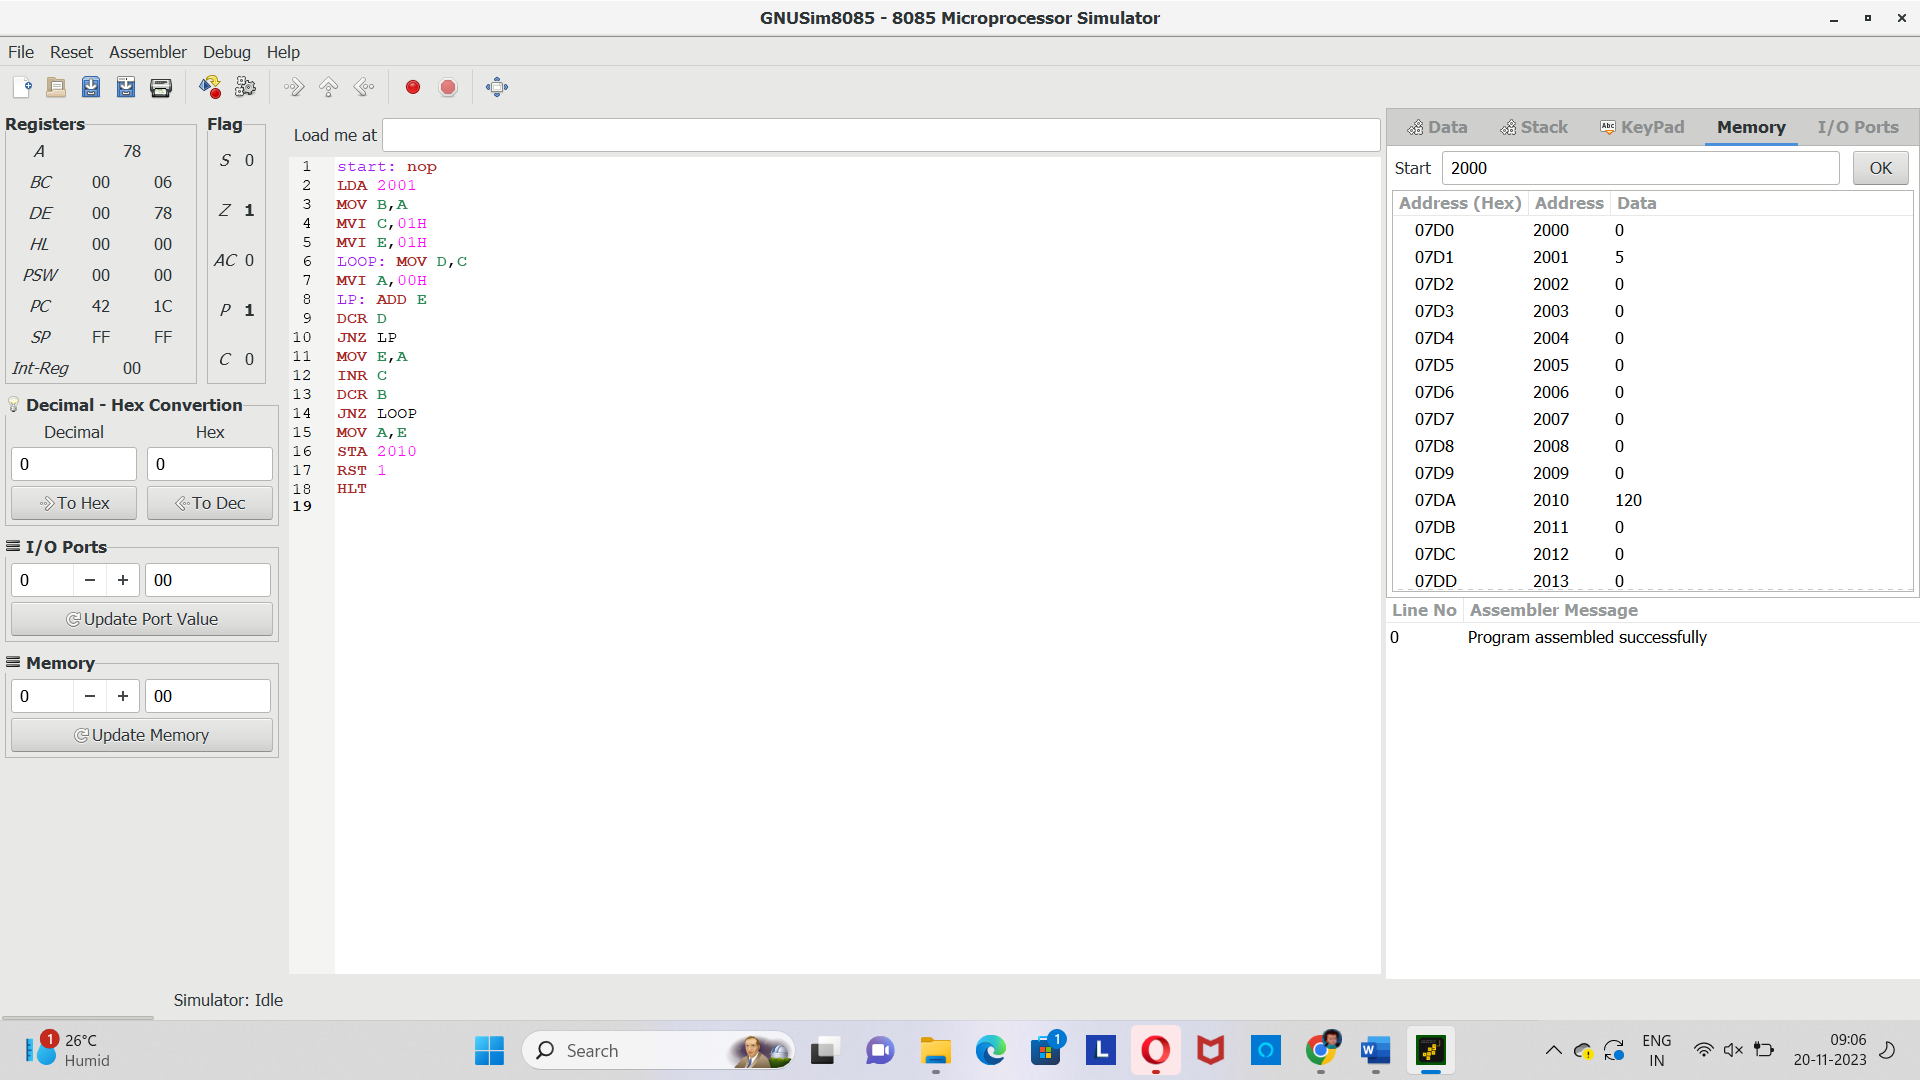 GNUSim8085 - 8085 Microprocessor Simulator
File Reset Assembler Debug Help
Registers
A 78
BC 00 06
DE 00 78
HL 00 00
PSW 00 00
PC 42 1C
SP FF FF
Int-Reg 00
Flag
S 0
Z 1
AC 0
P 1
C 0
Decimal - Hex Convertion
Decimal Hex
0 0
To Hex To Dec
I/O Ports
0 − + 00
Update Port Value
Memory
0 − + 00
Update Memory
Load me at
1 start: nop
2 LDA 2001
3 MOV B,A
4 MVI C,01H
5 MVI E,01H
6 LOOP: MOV D,C
7 MVI A,00H
8 LP: ADD E
9 DCR D
10 JNZ LP
11 MOV E,A
12 INR C
13 DCR B
14 JNZ LOOP
15 MOV A,E
16 STA 2010
17 RST 1
18 HLT
19
Data Stack Abc KeyPad Memory I/O Ports
Start 2000 OK
Address (Hex) Address Data
07D0 2000 0
07D1 2001 5
07D2 2002 0
07D3 2003 0
07D4 2004 0
07D5 2005 0
07D6 2006 0
07D7 2007 0
07D8 2008 0
07D9 2009 0
07DA 2010 120
07DB 2011 0
07DC 2012 0
07DD 2013 0
Line No Assembler Message
0 Program assembled successfully
Simulator: Idle
1 26°C
Humid
Search
1
L
W
ENG
IN
09:06
20-11-2023